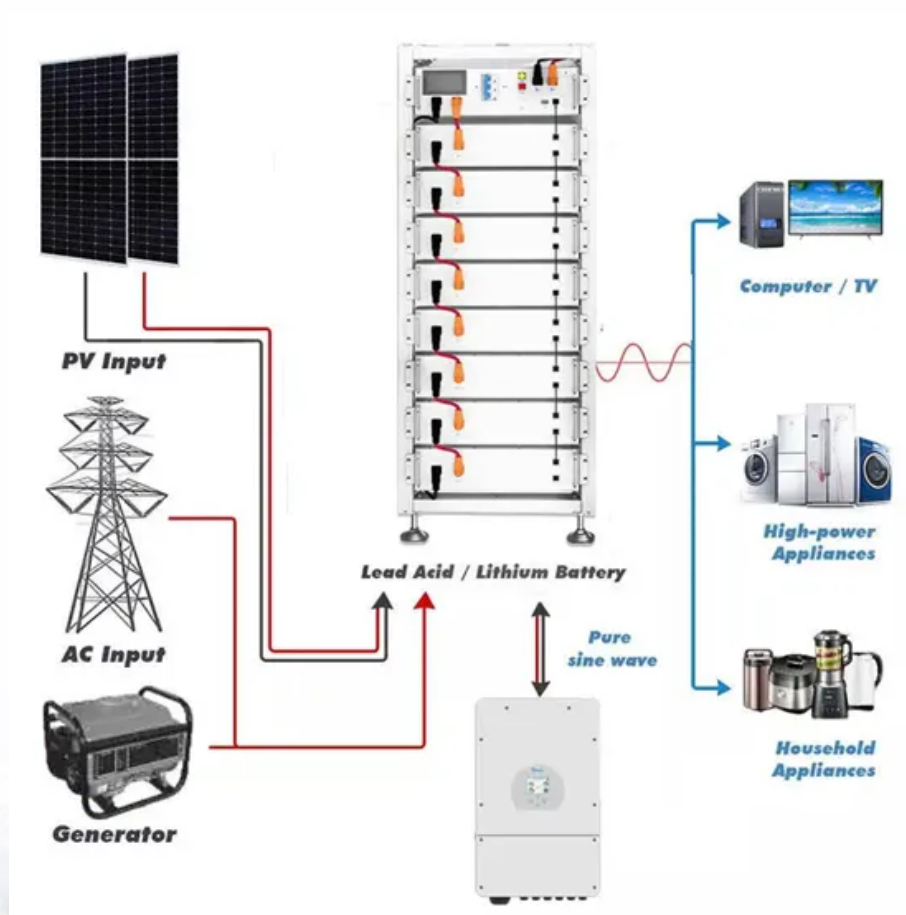 PV Input
AC Input
Generator
Lead Acid / Lithium Battery
Pure
sine wave
Computer / TV
High-power
Appliances
Household
Appliances